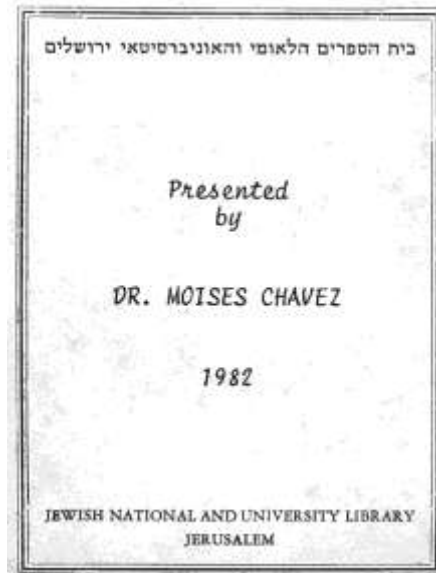 בית הספרים הלאומי והאוניברסיטאי ירושלים
Presented
by
DR. MOISES CHAVEZ
1982
JEWISH NATIONAL AND UNIVERSITY LIBRARY
JERUSALEM